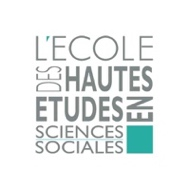 L'ECOLE
DES HAUTES
ETUDES EN
SCIENCES
SOCIALES